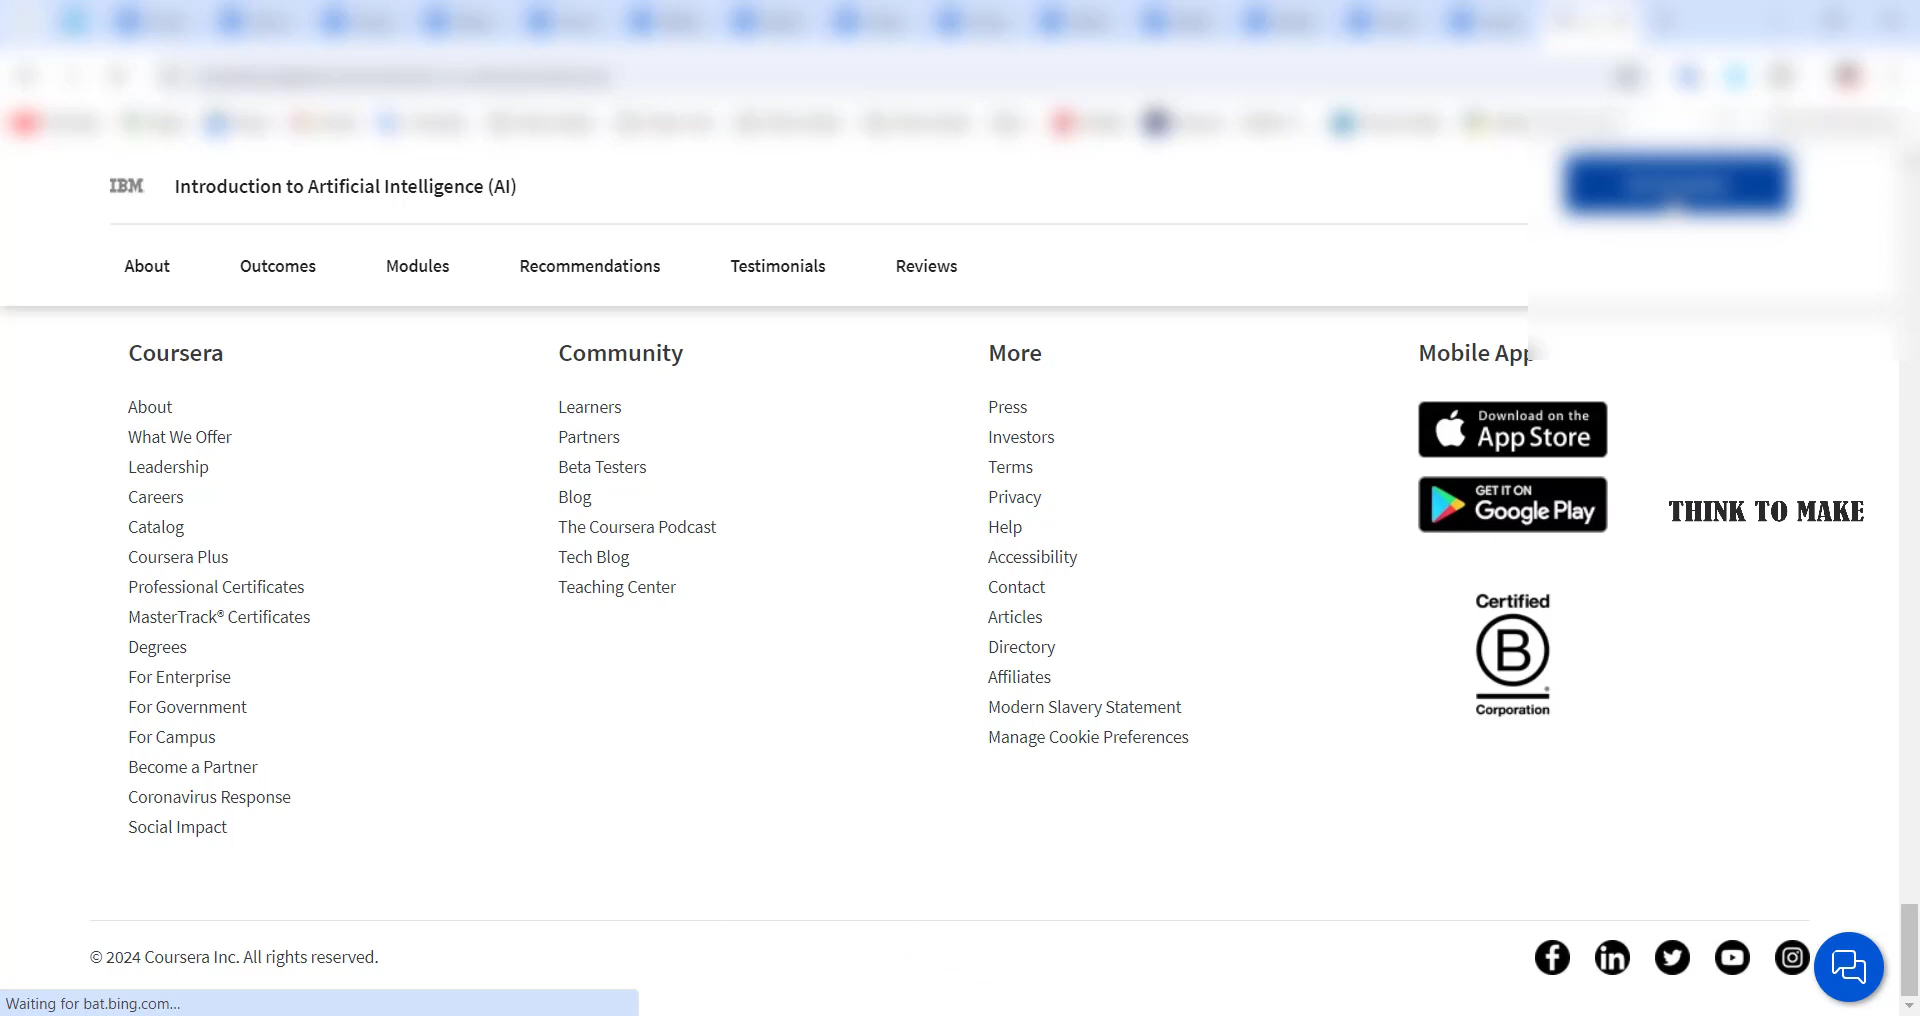 IBM
Introduction to Artificial Intelligence (AI)
About
Outcomes
Modules
Recommendations
Testimonials
Reviews
Coursera
About
What We Offer
Leadership
Careers
Catalog
Coursera Plus
Professional Certificates
MasterTrack® Certificates
Degrees
For Enterprise
For Government
For Campus
Become a Partner
Coronavirus Response
Social Impact
Community
Learners
Partners
Beta Testers
Blog
The Coursera Podcast
Tech Blog
Teaching Center
More
Press
Investors
Terms
Privacy
Help
Accessibility
Contact
Articles
Directory
Affiliates
Modern Slavery Statement
Manage Cookie Preferences
Mobile App
Download on the
App Store
GET IT ON
Google Play
THINK TO MAKE
Certified
B
Corporation
© 2024 Coursera Inc. All rights reserved.
Waiting for bat.bing.com...